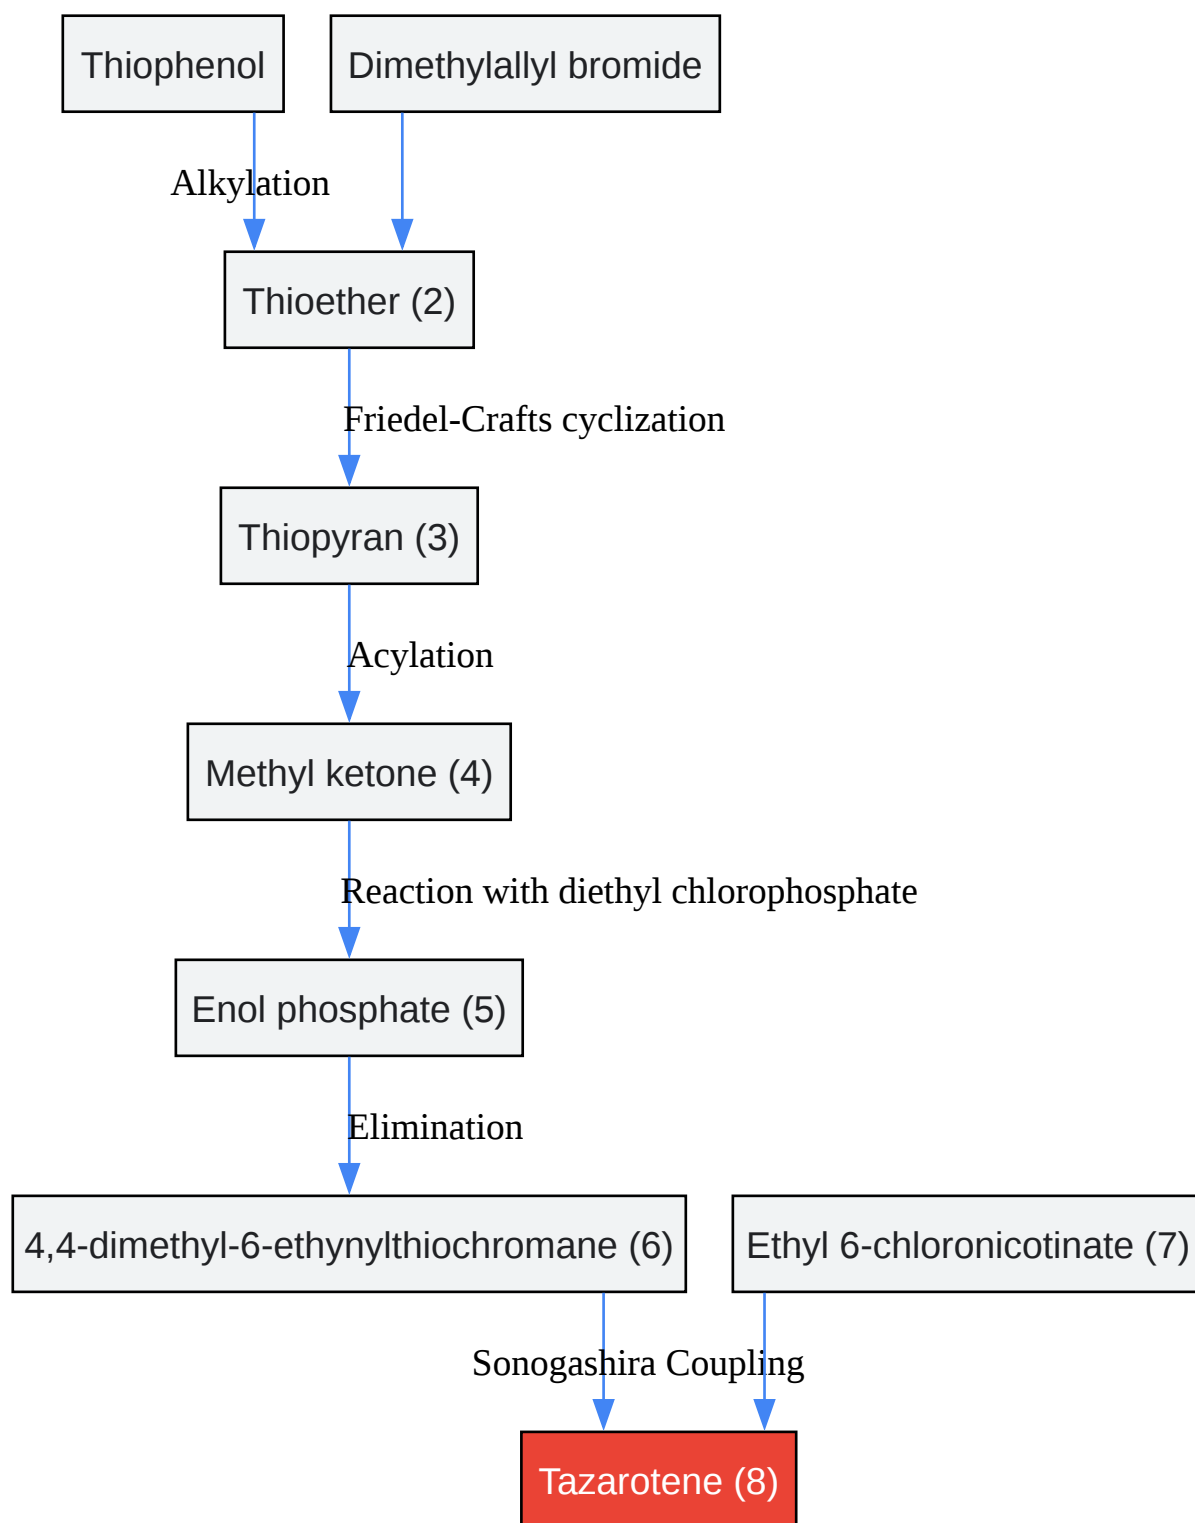 Thiophenol
Dimethylallyl bromide
Alkylation
Thioether (2)
Friedel-Crafts cyclization
Thiopyran (3)
Acylation
Methyl ketone (4)
Reaction with diethyl chlorophosphate
Enol phosphate (5)
Elimination
4,4-dimethyl-6-ethynylthiochromane (6)
Ethyl 6-chloronicotinate (7)
Sonogashira Coupling
Tazarotene (8)